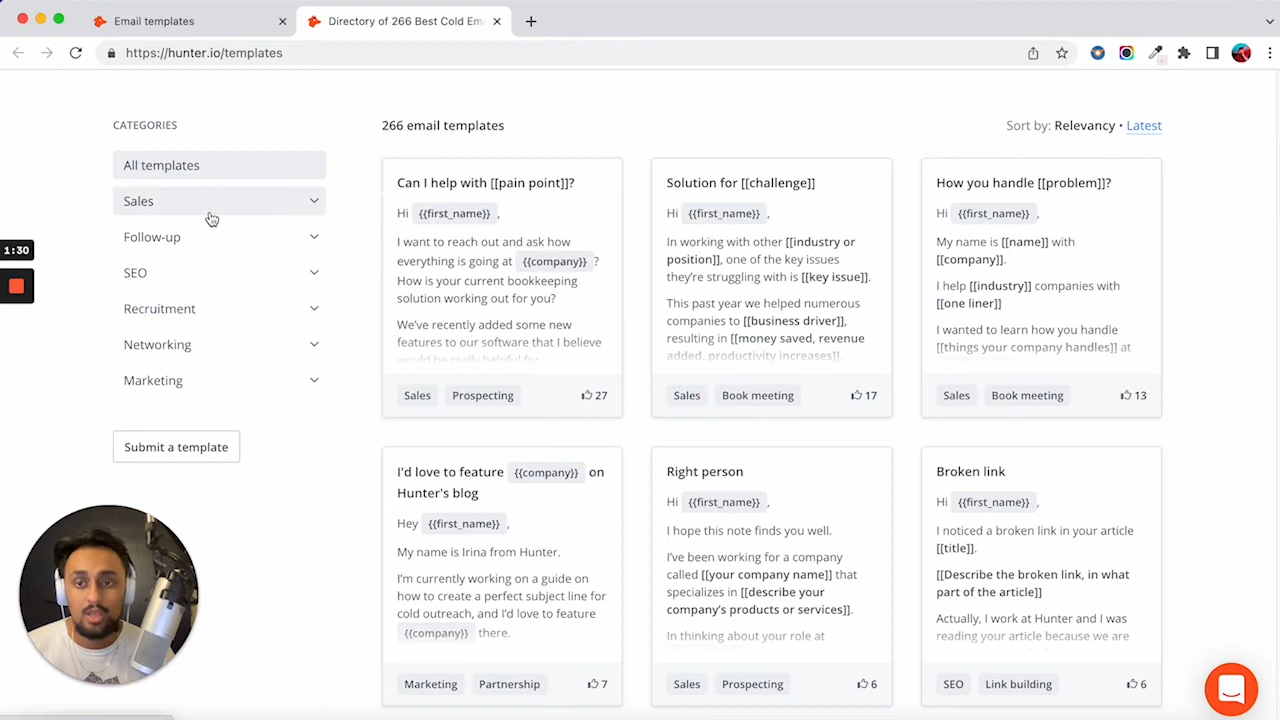 Email templates
Directory of 266 Best Cold Em
https://hunter.io/templates
CATEGORIES
All templates
Sales
Follow-up
SEO
Recruitment
Networking
Marketing
Submit a template
1:30
266 email templates
Sort by: Relevancy • Latest
Can I help with [[pain point]]?
Hi {{first_name}} ,
I want to reach out and ask how
everything is going at {{company}} ?
How is your current bookkeeping
solution working out for you?
We've recently added some new
features to our software that I believe
would be really helpful for
Sales Prospecting 27
Solution for [[challenge]]
Hi {{first_name}} ,
In working with other [[industry or
position]], one of the key issues
they're struggling with is [[key issue]].
This past year we helped numerous
companies to [[business driver]],
resulting in [[money saved, revenue
added, productivity increases]].
Sales Book meeting 17
How you handle [[problem]]?
Hi {{first_name}} ,
My name is [[name]] with
[[company]].
I help [[industry]] companies with
[[one liner]]
I wanted to learn how you handle
[[things your company handles]] at
Sales Book meeting 13
I'd love to feature {{company}} on
Hunter's blog
Hey {{first_name}} ,
My name is Irina from Hunter.
I'm currently working on a guide on
how to create a perfect subject line for
cold outreach, and I'd love to feature
{{company}} there.
Marketing Partnership 7
Right person
Hi {{first_name}} ,
I hope this note finds you well.
I've been working for a company
called [[your company name]] that
specializes in [[describe your
company's products or services]].
In thinking about your role at
Sales Prospecting 6
Broken link
Hi {{first_name}} ,
I noticed a broken link in your article
[[title]].
[[Describe the broken link, in what
part of the article]]
Actually, I work at Hunter and I was
reading your article because we are
SEO Link building 6